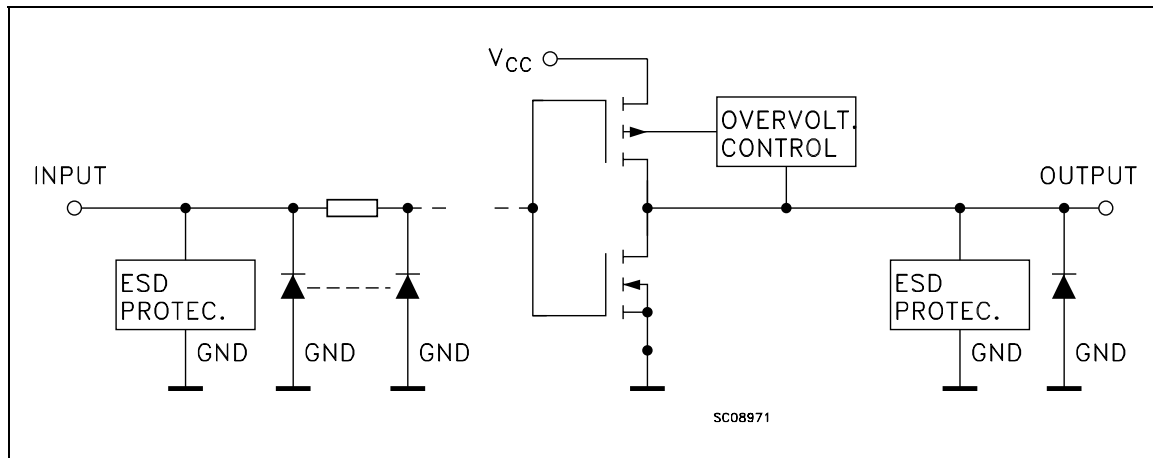 VCC
OVERVOLT.
CONTROL
INPUT
OUTPUT
ESD
PROTEC.
ESD
PROTEC.
GND
GND
GND
GND
GND
SC08971